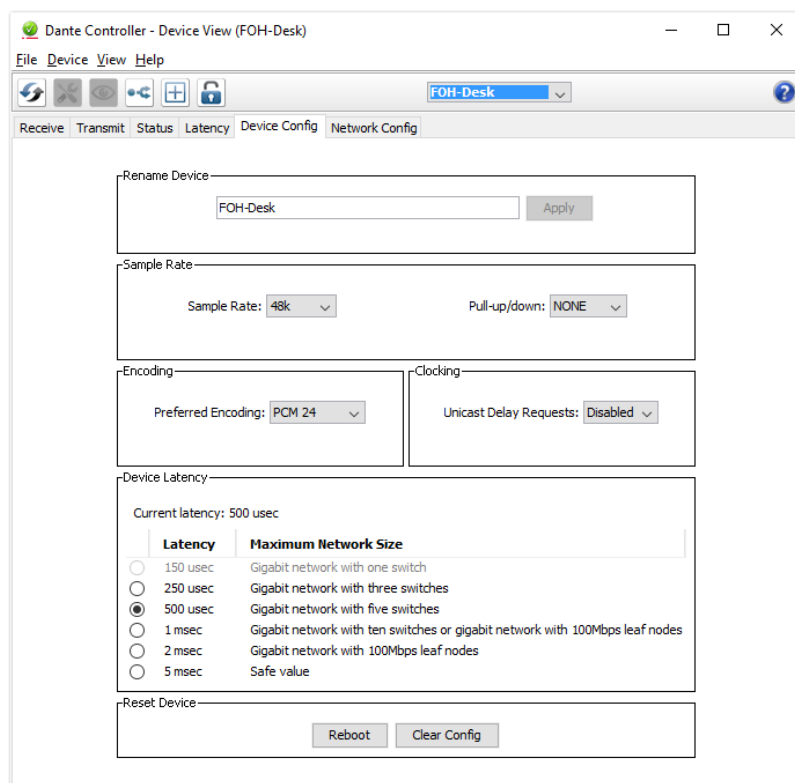 Dante Controller - Device View (FOH-Desk)
File Device View Help
FOH-Desk
Receive Transmit Status Latency Device Config Network Config
Rename Device
FOH-Desk Apply
Sample Rate
Sample Rate: 48k Pull-up/down: NONE
Encoding Clocking
Preferred Encoding: PCM 24 Unicast Delay Requests: Disabled
Device Latency
Current latency: 500 usec
Latency Maximum Network Size
150 usec Gigabit network with one switch
250 usec Gigabit network with three switches
500 usec Gigabit network with five switches
1 msec Gigabit network with ten switches or gigabit network with 100Mbps leaf nodes
2 msec Gigabit network with 100Mbps leaf nodes
5 msec Safe value
Reset Device
Reboot Clear Config